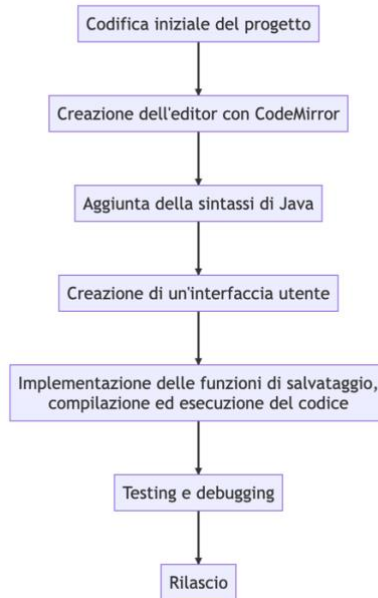 Codifica iniziale del progetto
Creazione dell'editor con CodeMirror
Aggiunta della sintassi di Java
Creazione di un'interfaccia utente
Implementazione delle funzioni di salvataggio,
compilazione ed esecuzione del codice
Testing e debugging
Rilascio